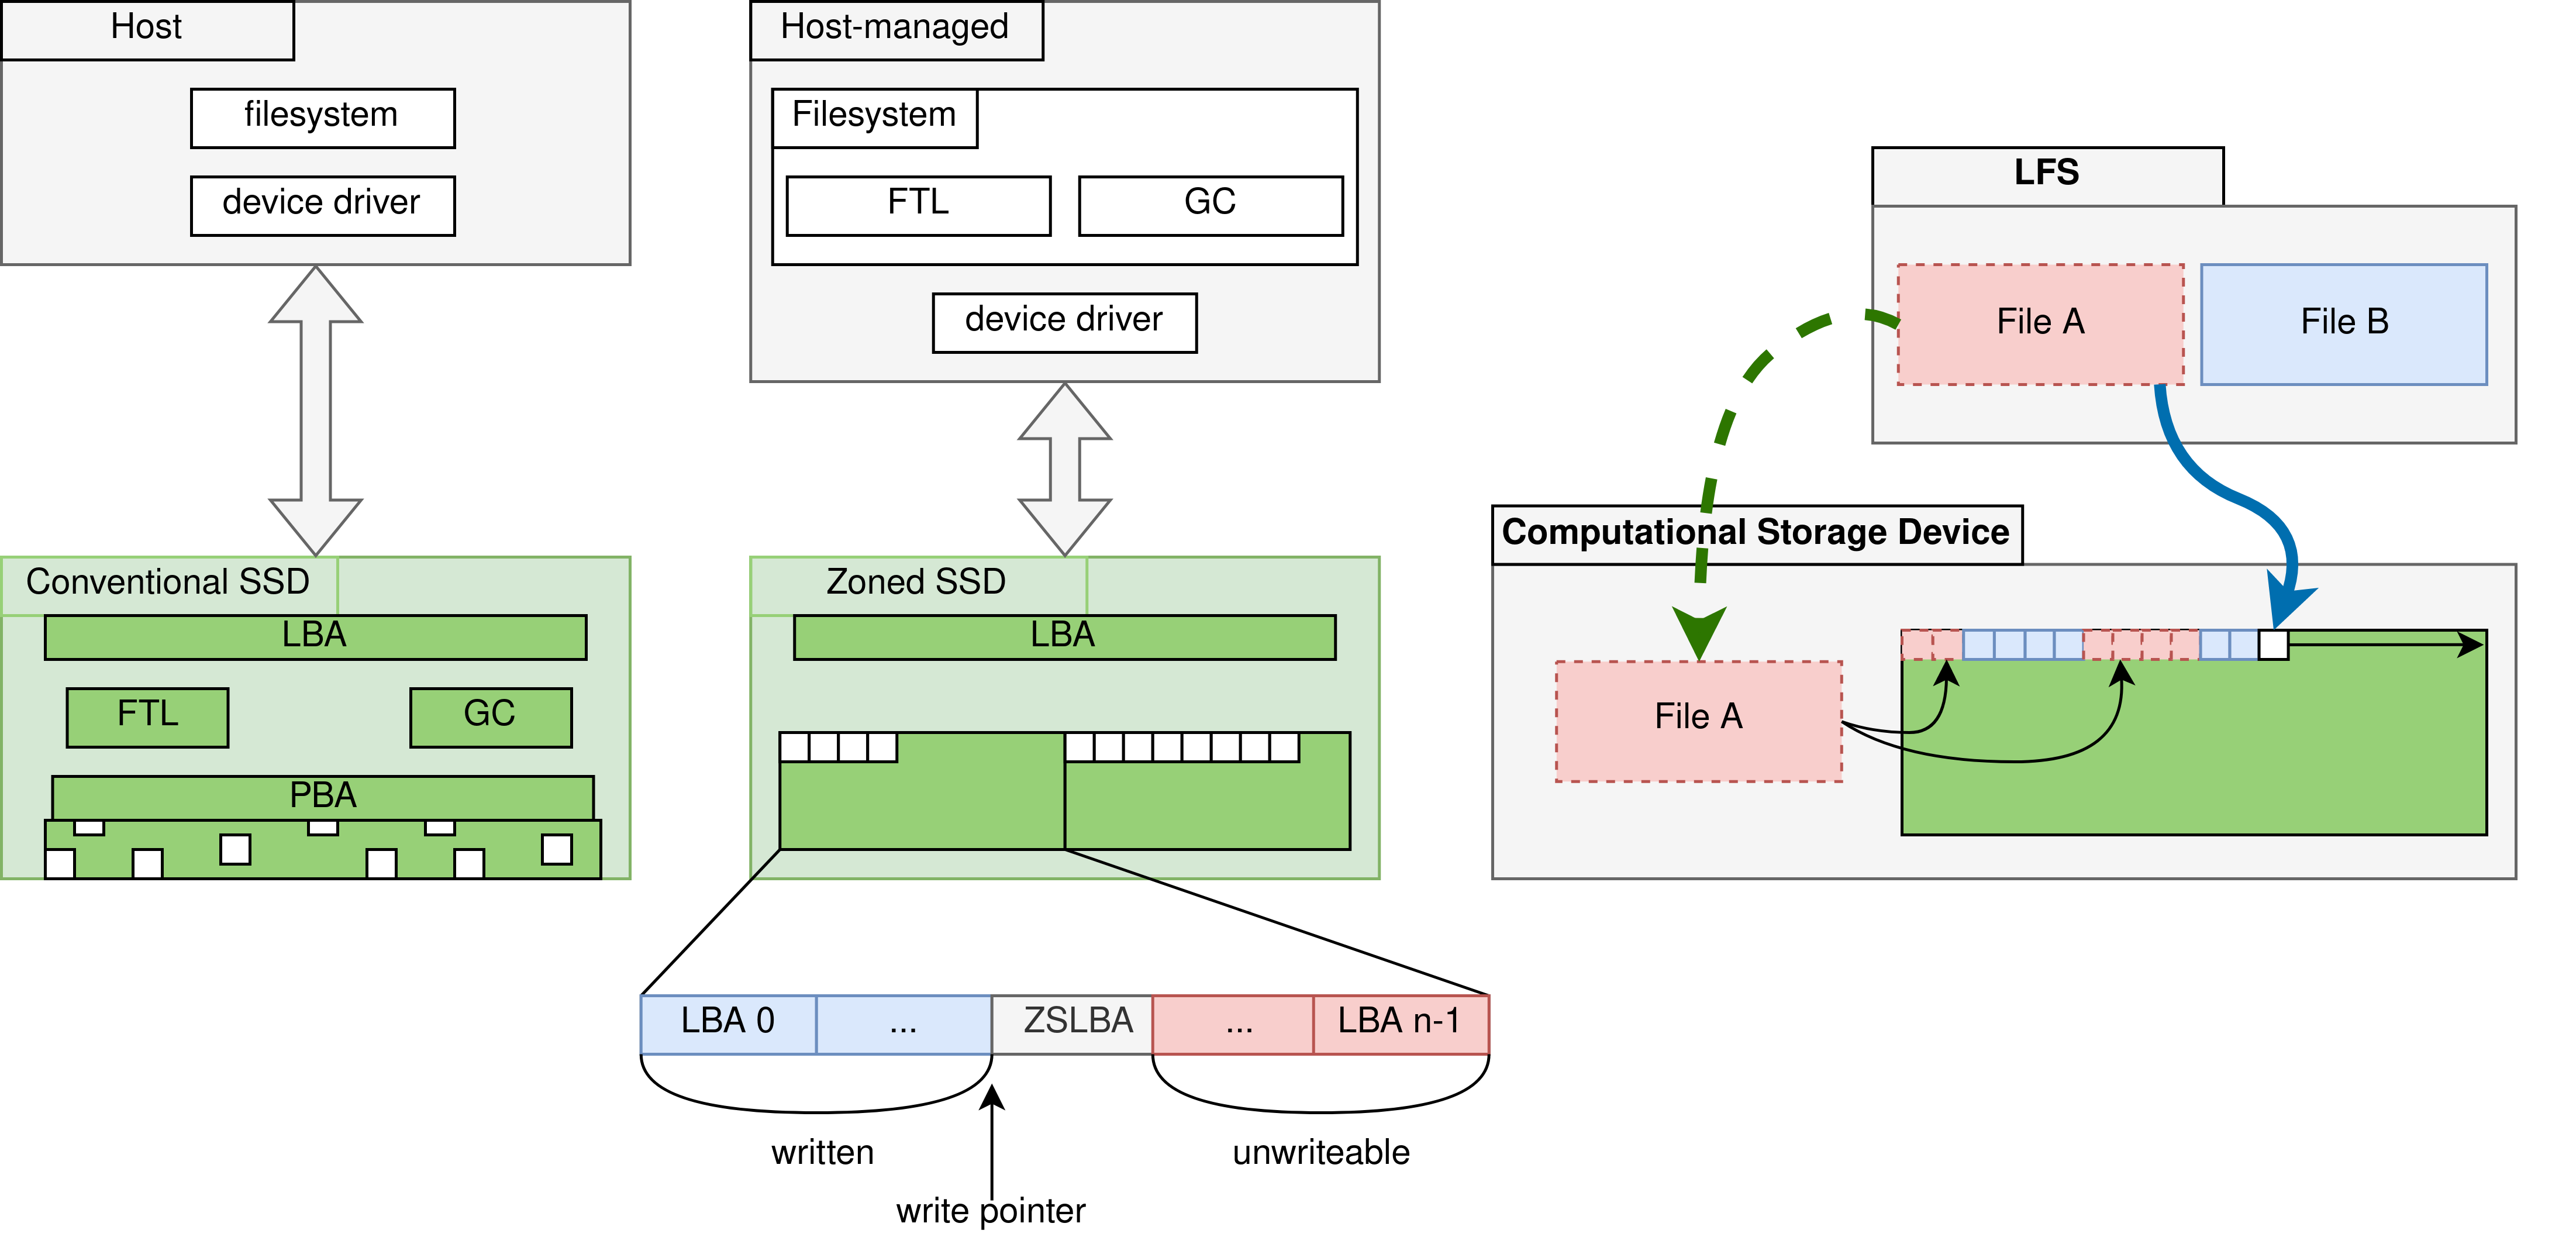 Host
filesystem
device driver
Conventional SSD
LBA
FTL
GC
PBA
Host-managed
Filesystem
FTL
GC
device driver
Zoned SSD
LBA
LBA 0
...
ZSLBA
...
LBA n-1
written
unwriteable
write pointer
LFS
File A
File B
Computational Storage Device
File A